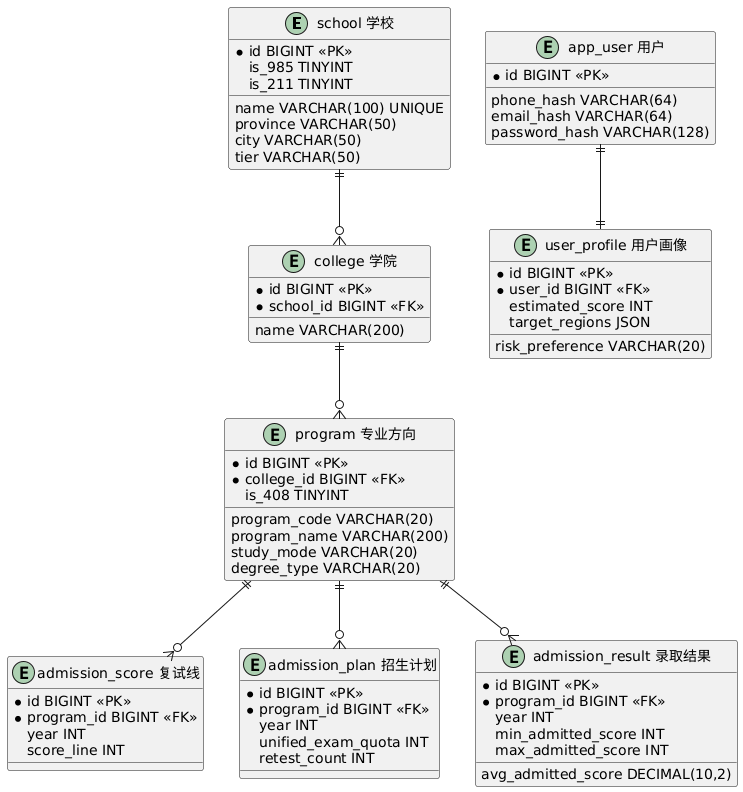 E school 学校
* id BIGINT «PK»
is_985 TINYINT
is_211 TINYINT
name VARCHAR(100) UNIQUE
province VARCHAR(50)
city VARCHAR(50)
tier VARCHAR(50)
E app_user 用户
* id BIGINT «PK»
phone_hash VARCHAR(64)
email_hash VARCHAR(64)
password_hash VARCHAR(128)
E college 学院
* id BIGINT «PK»
* school_id BIGINT «FK»
name VARCHAR(200)
E user_profile 用户画像
* id BIGINT «PK»
* user_id BIGINT «FK»
estimated_score INT
target_regions JSON
risk_preference VARCHAR(20)
E program 专业方向
* id BIGINT «PK»
* college_id BIGINT «FK»
is_408 TINYINT
program_code VARCHAR(20)
program_name VARCHAR(200)
study_mode VARCHAR(20)
degree_type VARCHAR(20)
E admission_score 复试线
* id BIGINT «PK»
* program_id BIGINT «FK»
year INT
score_line INT
E admission_plan 招生计划
* id BIGINT «PK»
* program_id BIGINT «FK»
year INT
unified_exam_quota INT
retest_count INT
E admission_result 录取结果
* id BIGINT «PK»
* program_id BIGINT «FK»
year INT
min_admitted_score INT
max_admitted_score INT
avg_admitted_score DECIMAL(10,2)